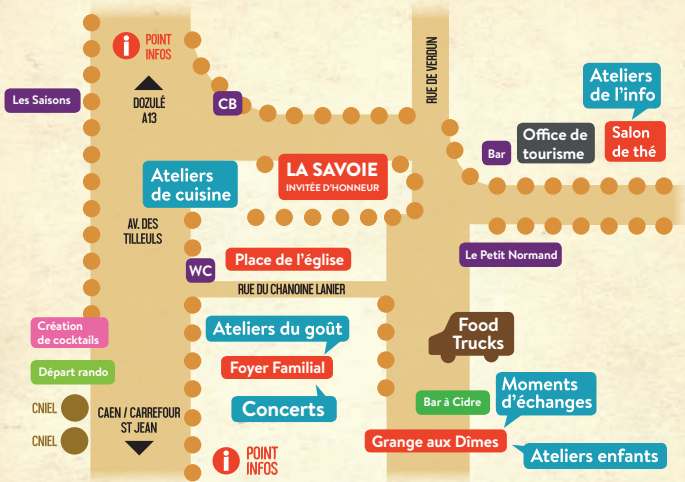 i POINT
INFOS
RUE DE VERDUN
Les Saisons
DOZULÉ
A13
CB
Ateliers
de l'info
Bar
Office de
tourisme
Salon
de thé
Ateliers
de cuisine
LA SAVOIE
INVITÉE D'HONNEUR
AV. DES
TILLEULS
WC
Place de l'église
Le Petit Normand
RUE DU CHANOINE LANIER
Création
de cocktails
Ateliers du goût
Food
Trucks
Départ rando
Foyer Familial
CNIEL
CNIEL
CAEN / CARREFOUR
ST JEAN
Concerts
Bar à Cidre
Moments
d'échanges
Grange aux Dîmes
Ateliers enfants
i POINT
INFOS